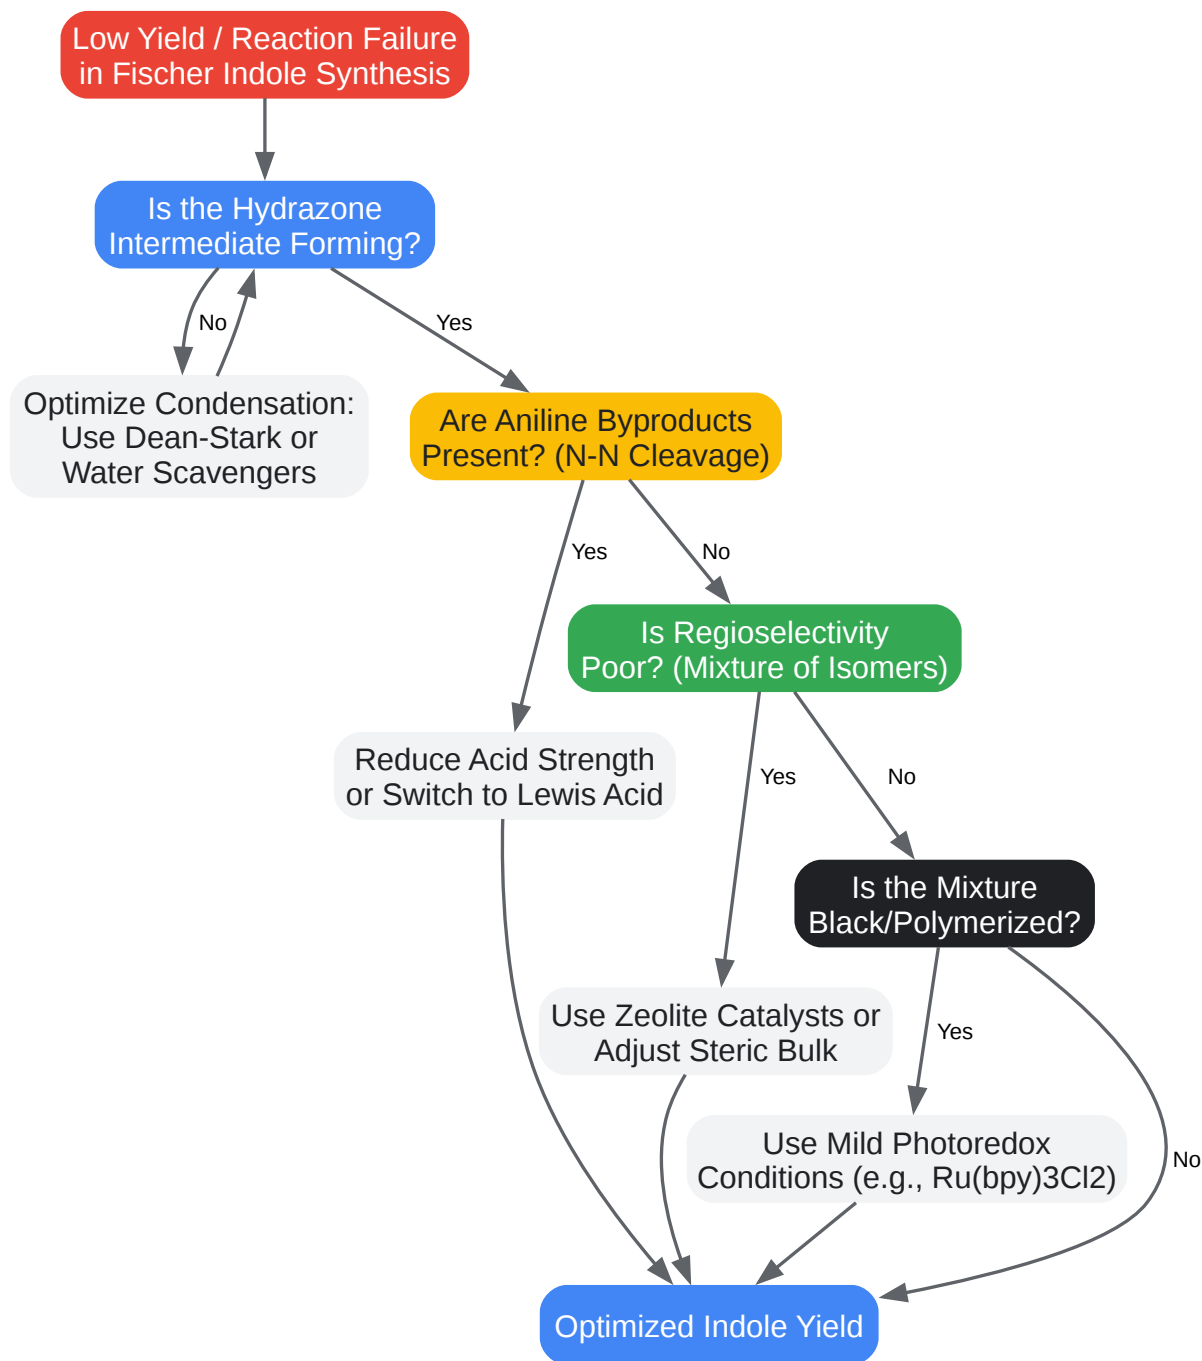 Low Yield / Reaction Failure
in Fischer Indole Synthesis
Is the Hydrazone
Intermediate Forming?
No
Yes
Optimize Condensation:
Use Dean-Stark or
Water Scavengers
Are Aniline Byproducts
Present? (N-N Cleavage)
Yes
No
Is Regioselectivity
Poor? (Mixture of Isomers)
Reduce Acid Strength
or Switch to Lewis Acid
Yes
No
Is the Mixture
Black/Polymerized?
Use Zeolite Catalysts or
Adjust Steric Bulk
Yes
No
Use Mild Photoredox
Conditions (e.g., Ru(bpy)3Cl2)
Optimized Indole Yield